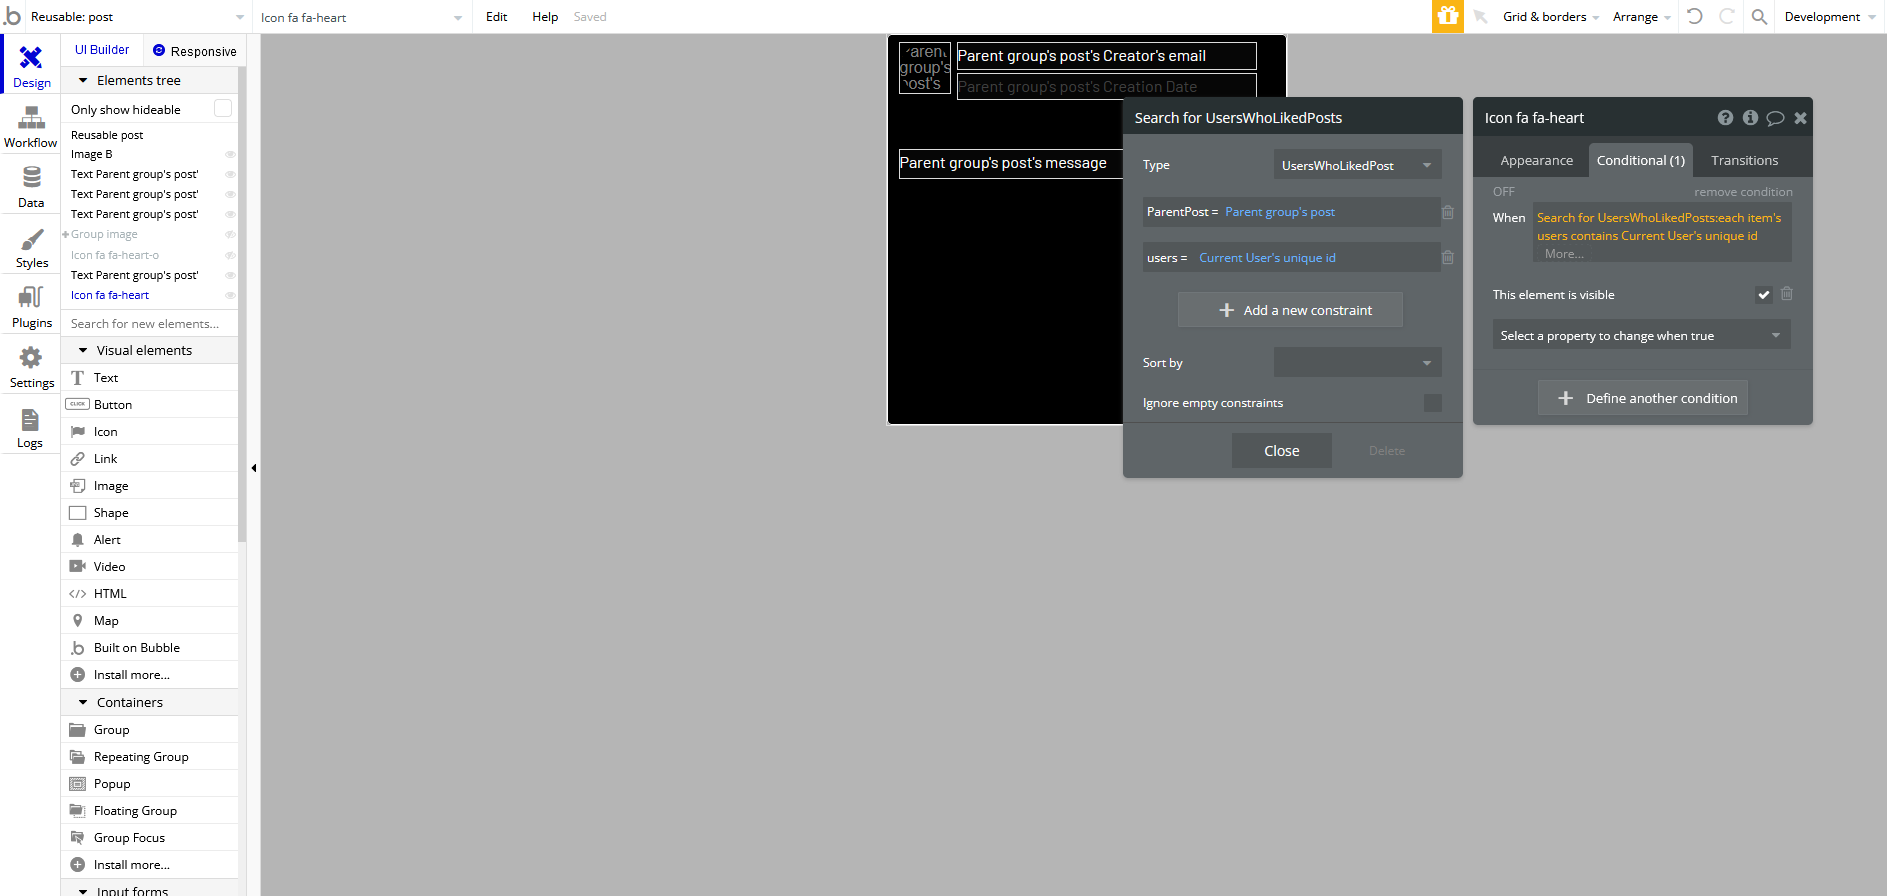 Reusable: post
Icon fa fa-heart
Edit
Help
Saved
Grid & borders
Arrange
Development
Design
Workflow
Data
Styles
Plugins
Settings
Logs
UI Builder
Responsive
Elements tree
Only show hideable
Reusable post
Image B
Text Parent group's post'
Text Parent group's post'
Text Parent group's post'
Group image
Icon fa fa-heart-o
Text Parent group's post'
Icon fa fa-heart
Search for new elements...
Visual elements
Text
CLICK Button
Icon
Link
Image
Shape
Alert
Video
HTML
Map
Built on Bubble
Install more...
Containers
Group
Repeating Group
Popup
Floating Group
Group Focus
Install more...
Input forms
Parent
group's
post's
Parent group's post's Creator's email
Parent group's post's Creation Date
Parent group's post's message
Search for UsersWhoLikedPosts
Type
UsersWhoLikedPost
ParentPost = Parent group's post
users = Current User's unique id
Add a new constraint
Sort by
Ignore empty constraints
Close
Delete
Icon fa fa-heart
Appearance
Conditional (1)
Transitions
OFF
remove condition
When
Search for UsersWhoLikedPosts:each item's
users contains Current User's unique id
More...
This element is visible
Select a property to change when true
Define another condition